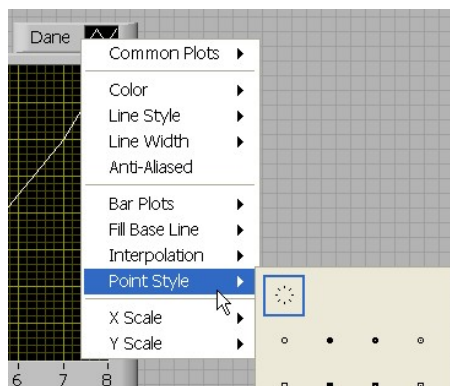 Dane
Common Plots
Color
Line Style
Line Width
Anti-Aliased
Bar Plots
Fill Base Line
Interpolation
Point Style
X Scale
Y Scale
6 7 8